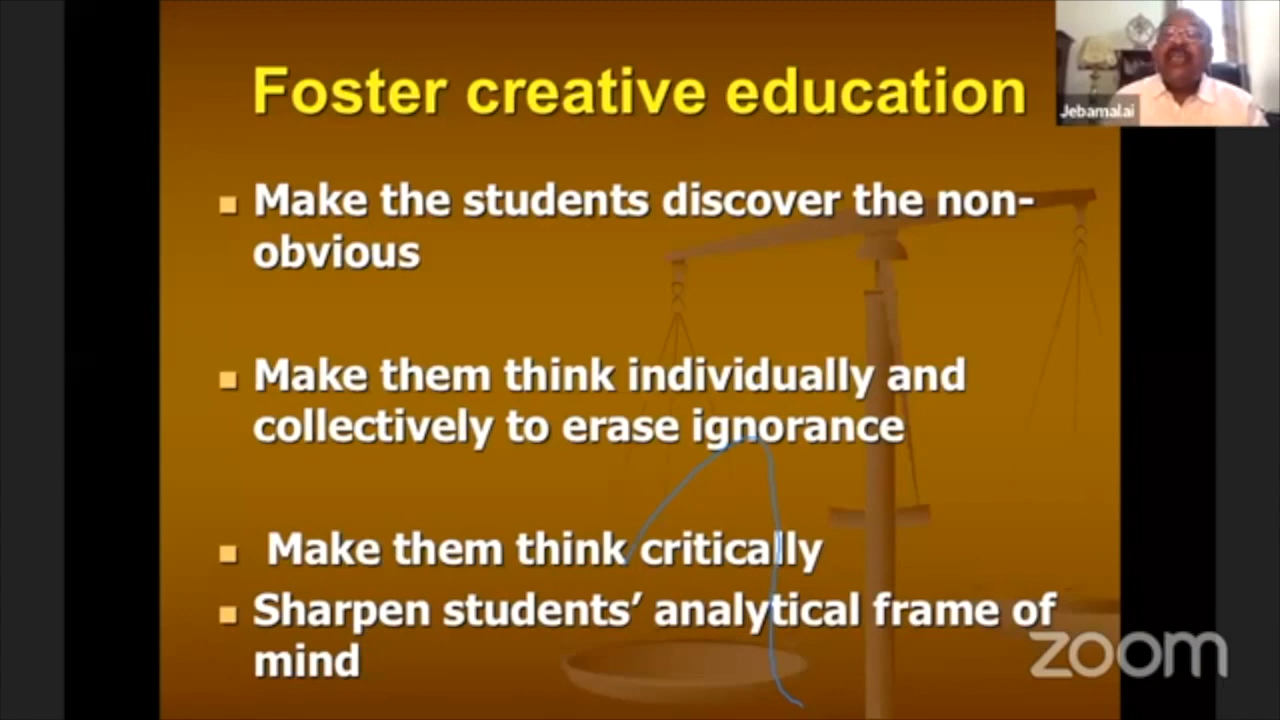 Foster creative education
Jebamalai
Make the students discover the non-
obvious
Make them think individually and
collectively to erase ignorance
Make them think critically
Sharpen students’ analytical frame of
mind
zoom